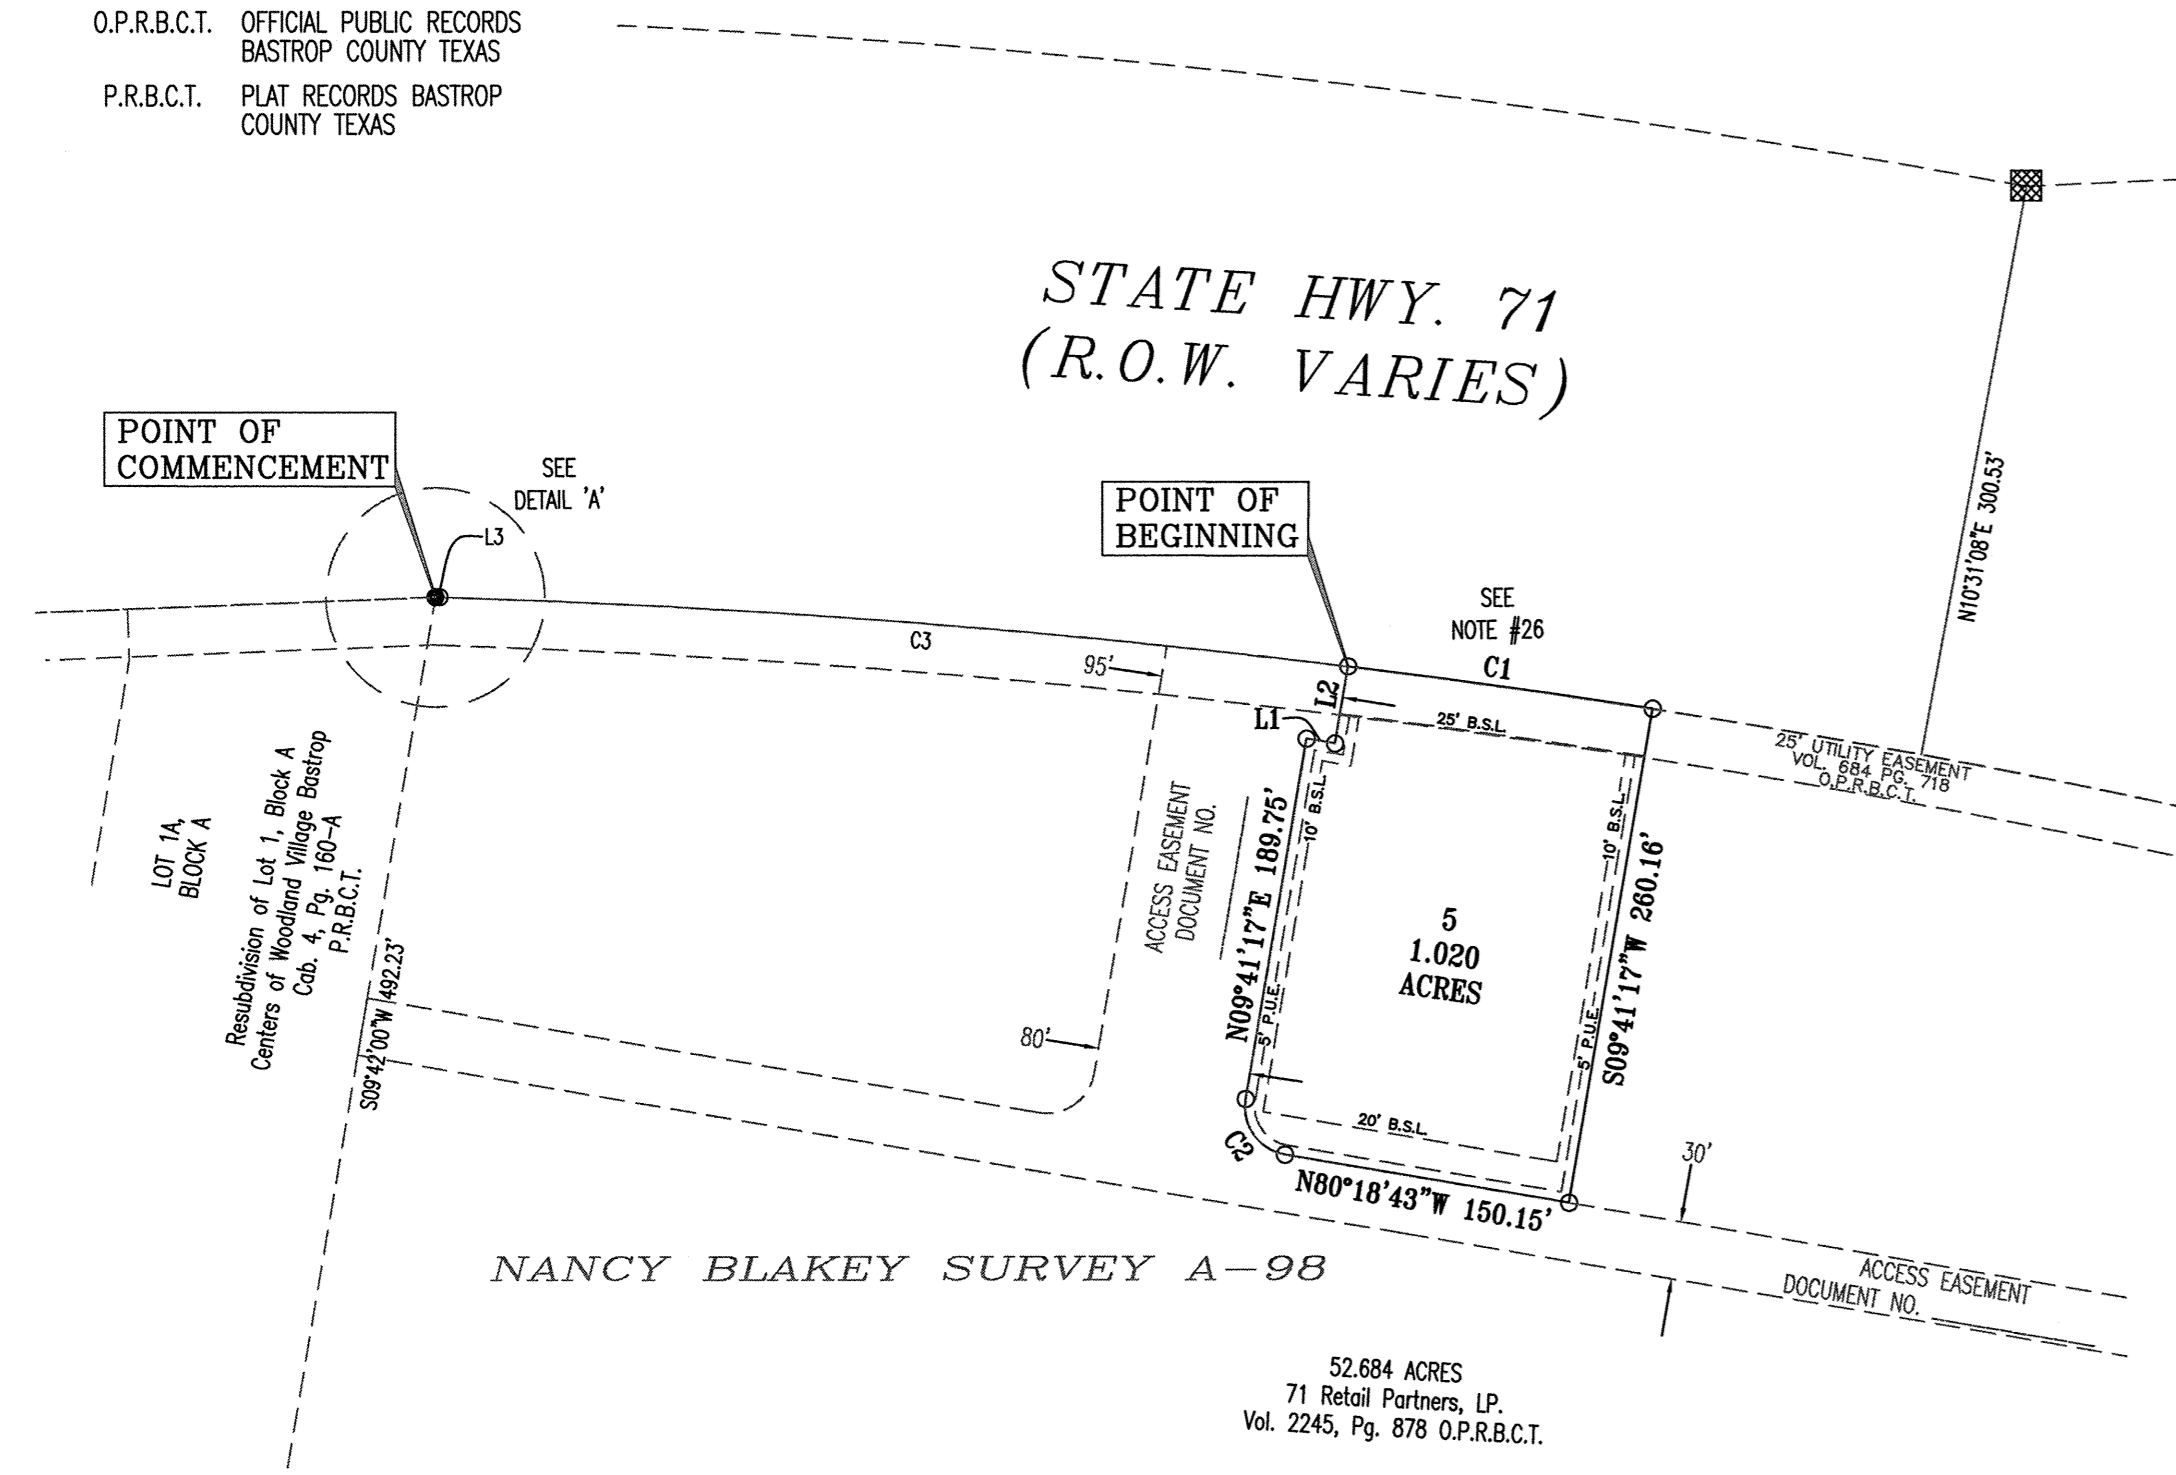 O.P.R.B.C.T. OFFICIAL PUBLIC RECORDS
BASTROP COUNTY TEXAS
P.R.B.C.T. PLAT RECORDS BASTROP
COUNTY TEXAS
STATE HWY. 71
(R.O.W. VARIES)
N10°31'08"E 300.53'
POINT OF
COMMENCEMENT
SEE
DETAIL 'A'
L3
POINT OF
BEGINNING
SEE
NOTE #26
C1
C3
95'
L2
L1
25' B.S.L.
25' UTILITY EASEMENT
VOL. 684 PG. 718
O.P.R.B.C.T.
LOT 1A,
BLOCK A
Resubdivision of Lot 1, Block A
Centers of Woodland Village Bastrop
Cab. 4, Pg. 160-A
P.R.B.C.T.
S09°42'00"W 492.23'
ACCESS EASEMENT
DOCUMENT NO.
N09°41'17"E 189.75'
10' B.S.L.
5' P.U.E.
5
1.020
ACRES
10' B.S.L.
5' P.U.E.
S09°41'17"W 260.16'
80'
20' B.S.L.
C2
N80°18'43"W 150.15'
30'
NANCY BLAKEY SURVEY A-98
ACCESS EASEMENT
DOCUMENT NO.
52.684 ACRES
71 Retail Partners, LP.
Vol. 2245, Pg. 878 O.P.R.B.C.T.